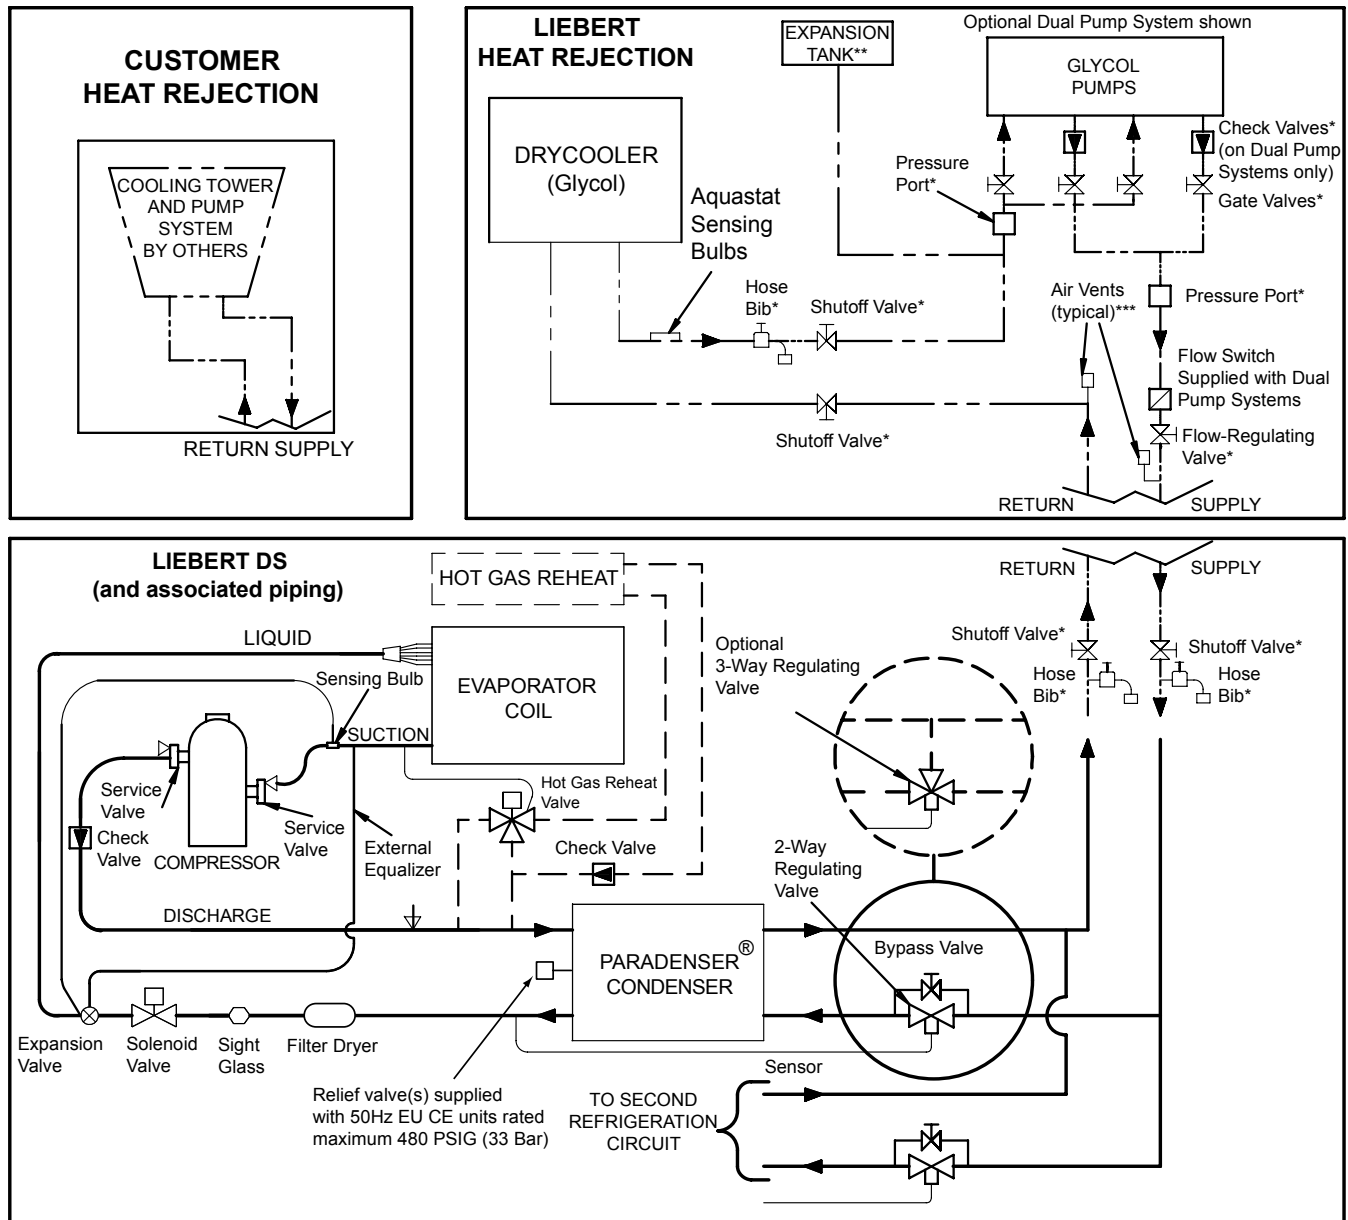 CUSTOMER
HEAT REJECTION
COOLING TOWER
AND PUMP
SYSTEM
BY OTHERS
RETURN SUPPLY
LIEBERT
HEAT REJECTION
EXPANSION
TANK**
Optional Dual Pump System shown
GLYCOL
PUMPS
DRYCOOLER
(Glycol)
Aquastat
Sensing
Bulbs
Pressure
Port*
Check Valves*
(on Dual Pump
Systems only)
Gate Valves*
Hose
Bib*
Shutoff Valve*
Air Vents
(typical)***
Pressure Port*
Flow Switch
Supplied with Dual
Pump Systems
Shutoff Valve*
Flow-Regulating
Valve*
RETURN
SUPPLY
LIEBERT DS
(and associated piping)
HOT GAS REHEAT
LIQUID
Sensing Bulb
EVAPORATOR
COIL
SUCTION
Service
Valve
Check
Valve
COMPRESSOR
Service
Valve
External
Equalizer
Hot Gas Reheat
Valve
Check Valve
Optional
3-Way Regulating
Valve
2-Way
Regulating
Valve
RETURN
SUPPLY
Shutoff Valve*
Shutoff Valve*
Hose
Bib*
Hose
Bib*
DISCHARGE
PARADENSER®
CONDENSER
Bypass Valve
Expansion
Valve
Solenoid
Valve
Sight
Glass
Filter Dryer
Sensor
Relief valve(s) supplied
with 50Hz EU CE units rated
maximum 480 PSIG (33 Bar)
TO SECOND
REFRIGERATION
CIRCUIT